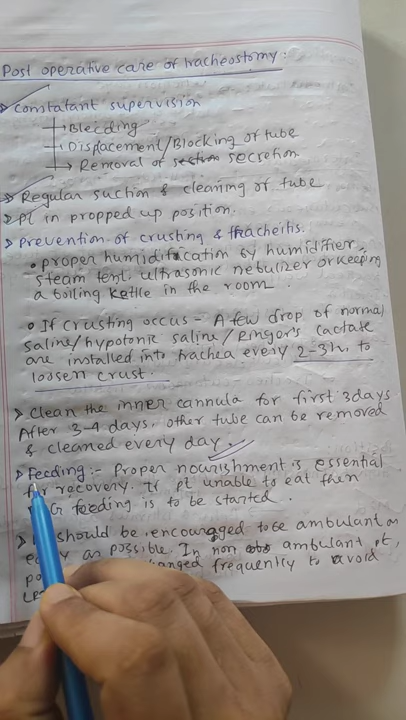 Post operative care of tracheostomy:
> Constatant supervision
→ Bleeding
→ Displacement/Blocking of tube
→ Removal of secretion
> Regular suction & cleaning of tube
> Pt in propped up position.
> Prevention of crusting & tracheitis.
• proper humidification by humidifier,
steam tent, ultrasonic nebulizer or keeping
a boiling kettle in the room.
• If crusting occus - A few drop of normal
saline/hypotonic saline/Ringer's Lactate
are installed into trachea every 2-3h, to
loosen crust.
> Clean the inner cannula for first 3days
After 3-4 days, other tube can be removed
& cleaned every day.
> Feeding :- Proper nourishment is essential
for recovery. If pt unable to eat then
feeding is to be started.
should be encouraged to be ambulant as
as possible. In non ambulant pt,
changed frequently to avoid